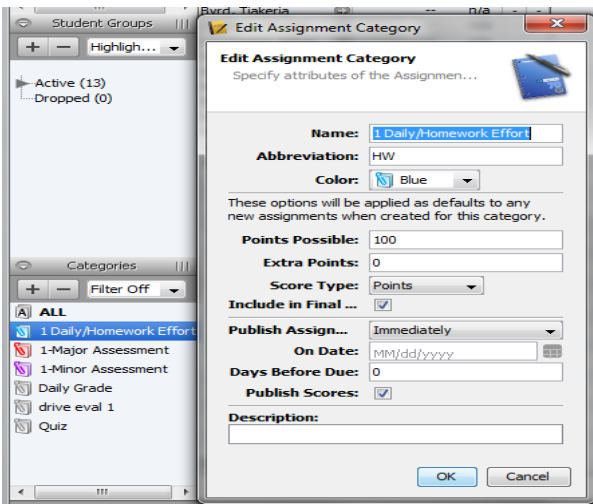 Byrd, Tiakeria -- n/a - -
Student Groups
+ - Highligh...
Active (13)
Dropped (0)
Categories
+ - Filter Off
ALL
1 Daily/Homework Effort
1-Major Assessment
1-Minor Assessment
Daily Grade
drive eval 1
Quiz
Edit Assignment Category
Edit Assignment Category
Specify attributes of the Assignmen...
Name: 1 Daily/Homework Effort
Abbreviation: HW
Color: Blue
These options will be applied as defaults to any
new assignments when created for this category.
Points Possible: 100
Extra Points: 0
Score Type: Points
Include in Final ...
Publish Assign... Immediately
On Date: MM/dd/yyyy
Days Before Due: 0
Publish Scores:
Description:
OK Cancel